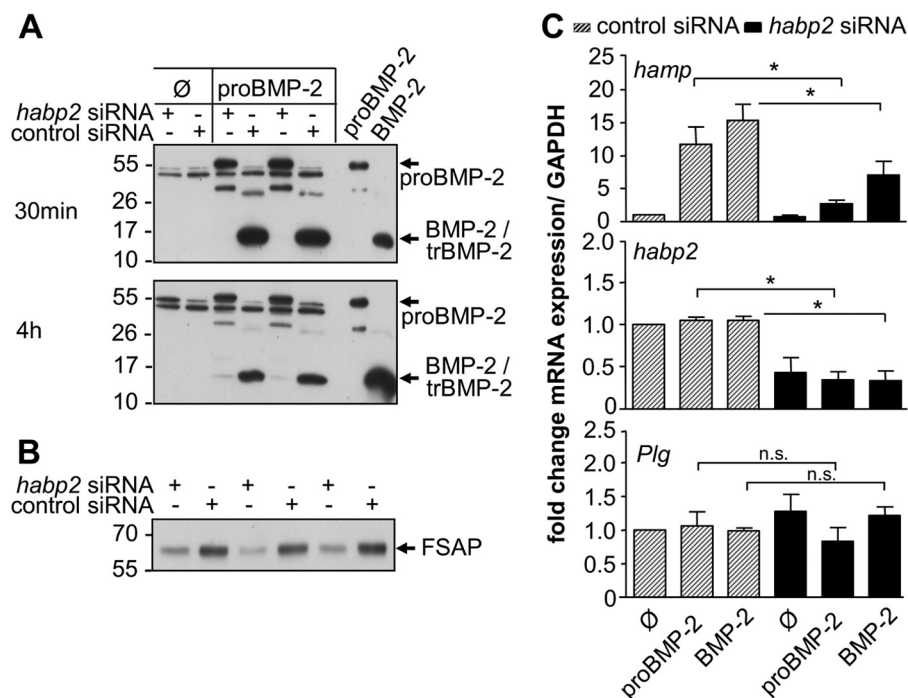 A
Ø proBMP-2 proBMP-2 BMP-2
habp2 siRNA + - + - + -
control siRNA - + - + - +
30min
55
26
17
10
proBMP-2
BMP-2 /
trBMP-2
4h
55
26
17
10
proBMP-2
BMP-2 /
trBMP-2
B
habp2 siRNA + - + - + -
control siRNA - + - + - +
70
55
FSAP
C
control siRNA habp2 siRNA
fold change mRNA expression/ GAPDH
hamp
25
20
15
10
5
0
*
*
habp2
2.0
1.5
1.0
0.5
0
*
*
Plg
2.5
2.0
1.5
1.0
0.5
0
n.s.
n.s.
Ø proBMP-2 BMP-2 Ø proBMP-2 BMP-2